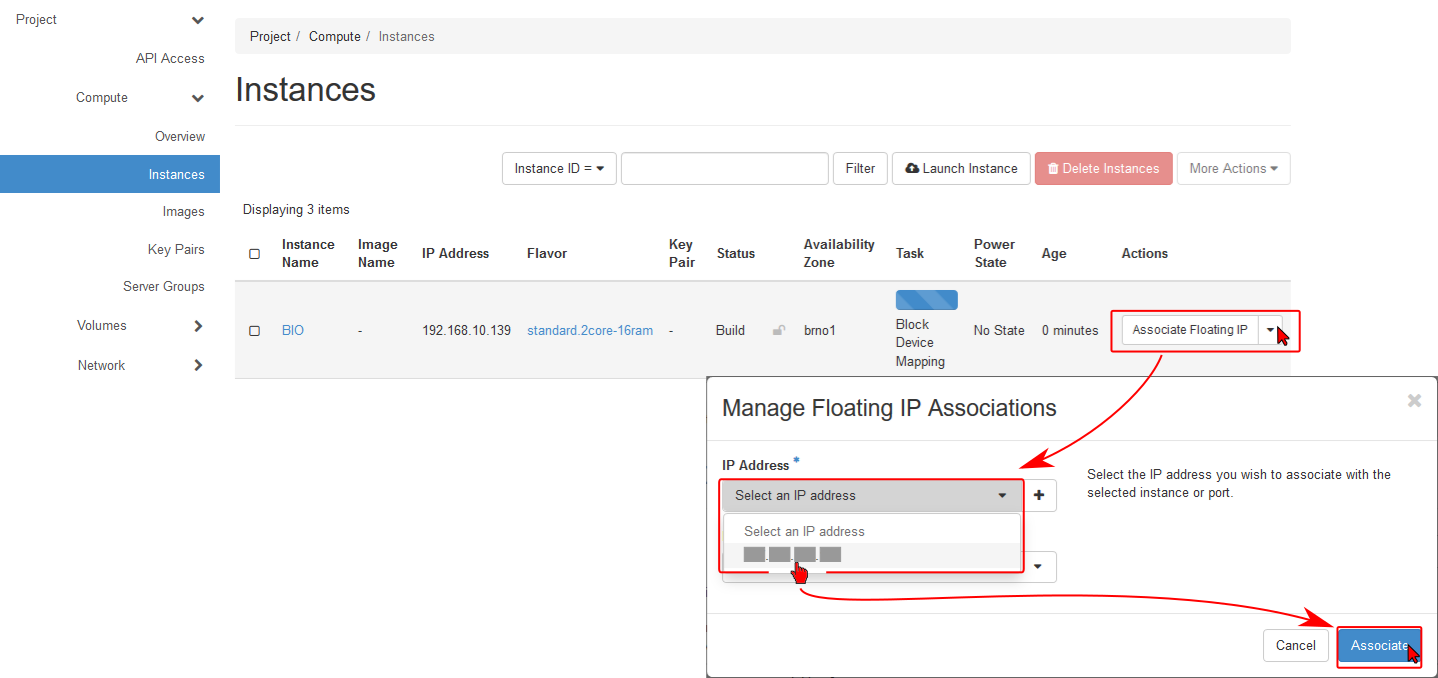 Project
API Access
Compute
Overview
Instances
Images
Key Pairs
Server Groups
Volumes
Network
Project / Compute / Instances
Instances
Instance ID =
Filter
Launch Instance
Delete Instances
More Actions
Displaying 3 items
Instance Name
Image Name
IP Address
Flavor
Key Pair
Status
Availability Zone
Task
Power State
Age
Actions
BIO
-
192.168.10.139
standard.2core-16ram
-
Build
brno1
Block
Device
Mapping
No State
0 minutes
Associate Floating IP
Manage Floating IP Associations
IP Address *
Select an IP address
Select an IP address
Select the IP address you wish to associate with the
selected instance or port.
Cancel
Associate